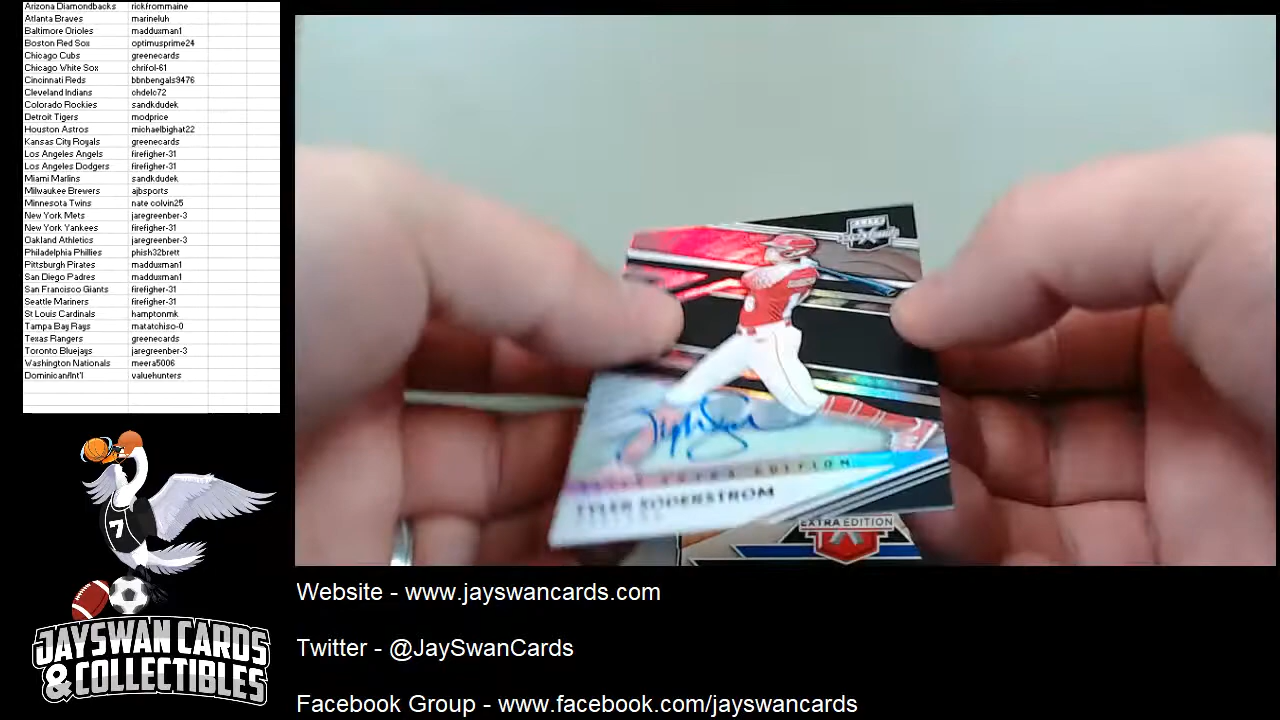 Arizona Diamondbacks rickfrommaine
Atlanta Braves marineluh
Baltimore Orioles madduxman1
Boston Red Sox optimusprime24
Chicago Cubs greenecards
Chicago White Sox chrifol-61
Cincinnati Reds bbnbengals9476
Cleveland Indians chdelc72
Colorado Rockies sandkdudek
Detroit Tigers modprice
Houston Astros michaelbighat22
Kansas City Royals greenecards
Los Angeles Angels firefigher-31
Los Angeles Dodgers firefigher-31
Miami Marlins sandkdudek
Milwaukee Brewers ajbsports
Minnesota Twins nate colvin25
New York Mets jaregreenber-3
New York Yankees firefigher-31
Oakland Athletics jaregreenber-3
Philadelphia Phillies phish32brett
Pittsburgh Pirates madduxman1
San Diego Padres madduxman1
San Francisco Giants firefigher-31
Seattle Mariners firefigher-31
St Louis Cardinals hamptonmk
Tampa Bay Rays matatchiso-0
Texas Rangers greenecards
Toronto Bluejays jaregreenber-3
Washington Nationals meera5006
Dominican/Int'l valuehunters
ELITE
EXTRA EDITION
TYLER SODERSTROM
EXTRA EDITION
7
JAYSWAN CARDS
& COLLECTIBLES
Website - www.jayswancards.com
Twitter - @JaySwanCards
Facebook Group - www.facebook.com/jayswancards